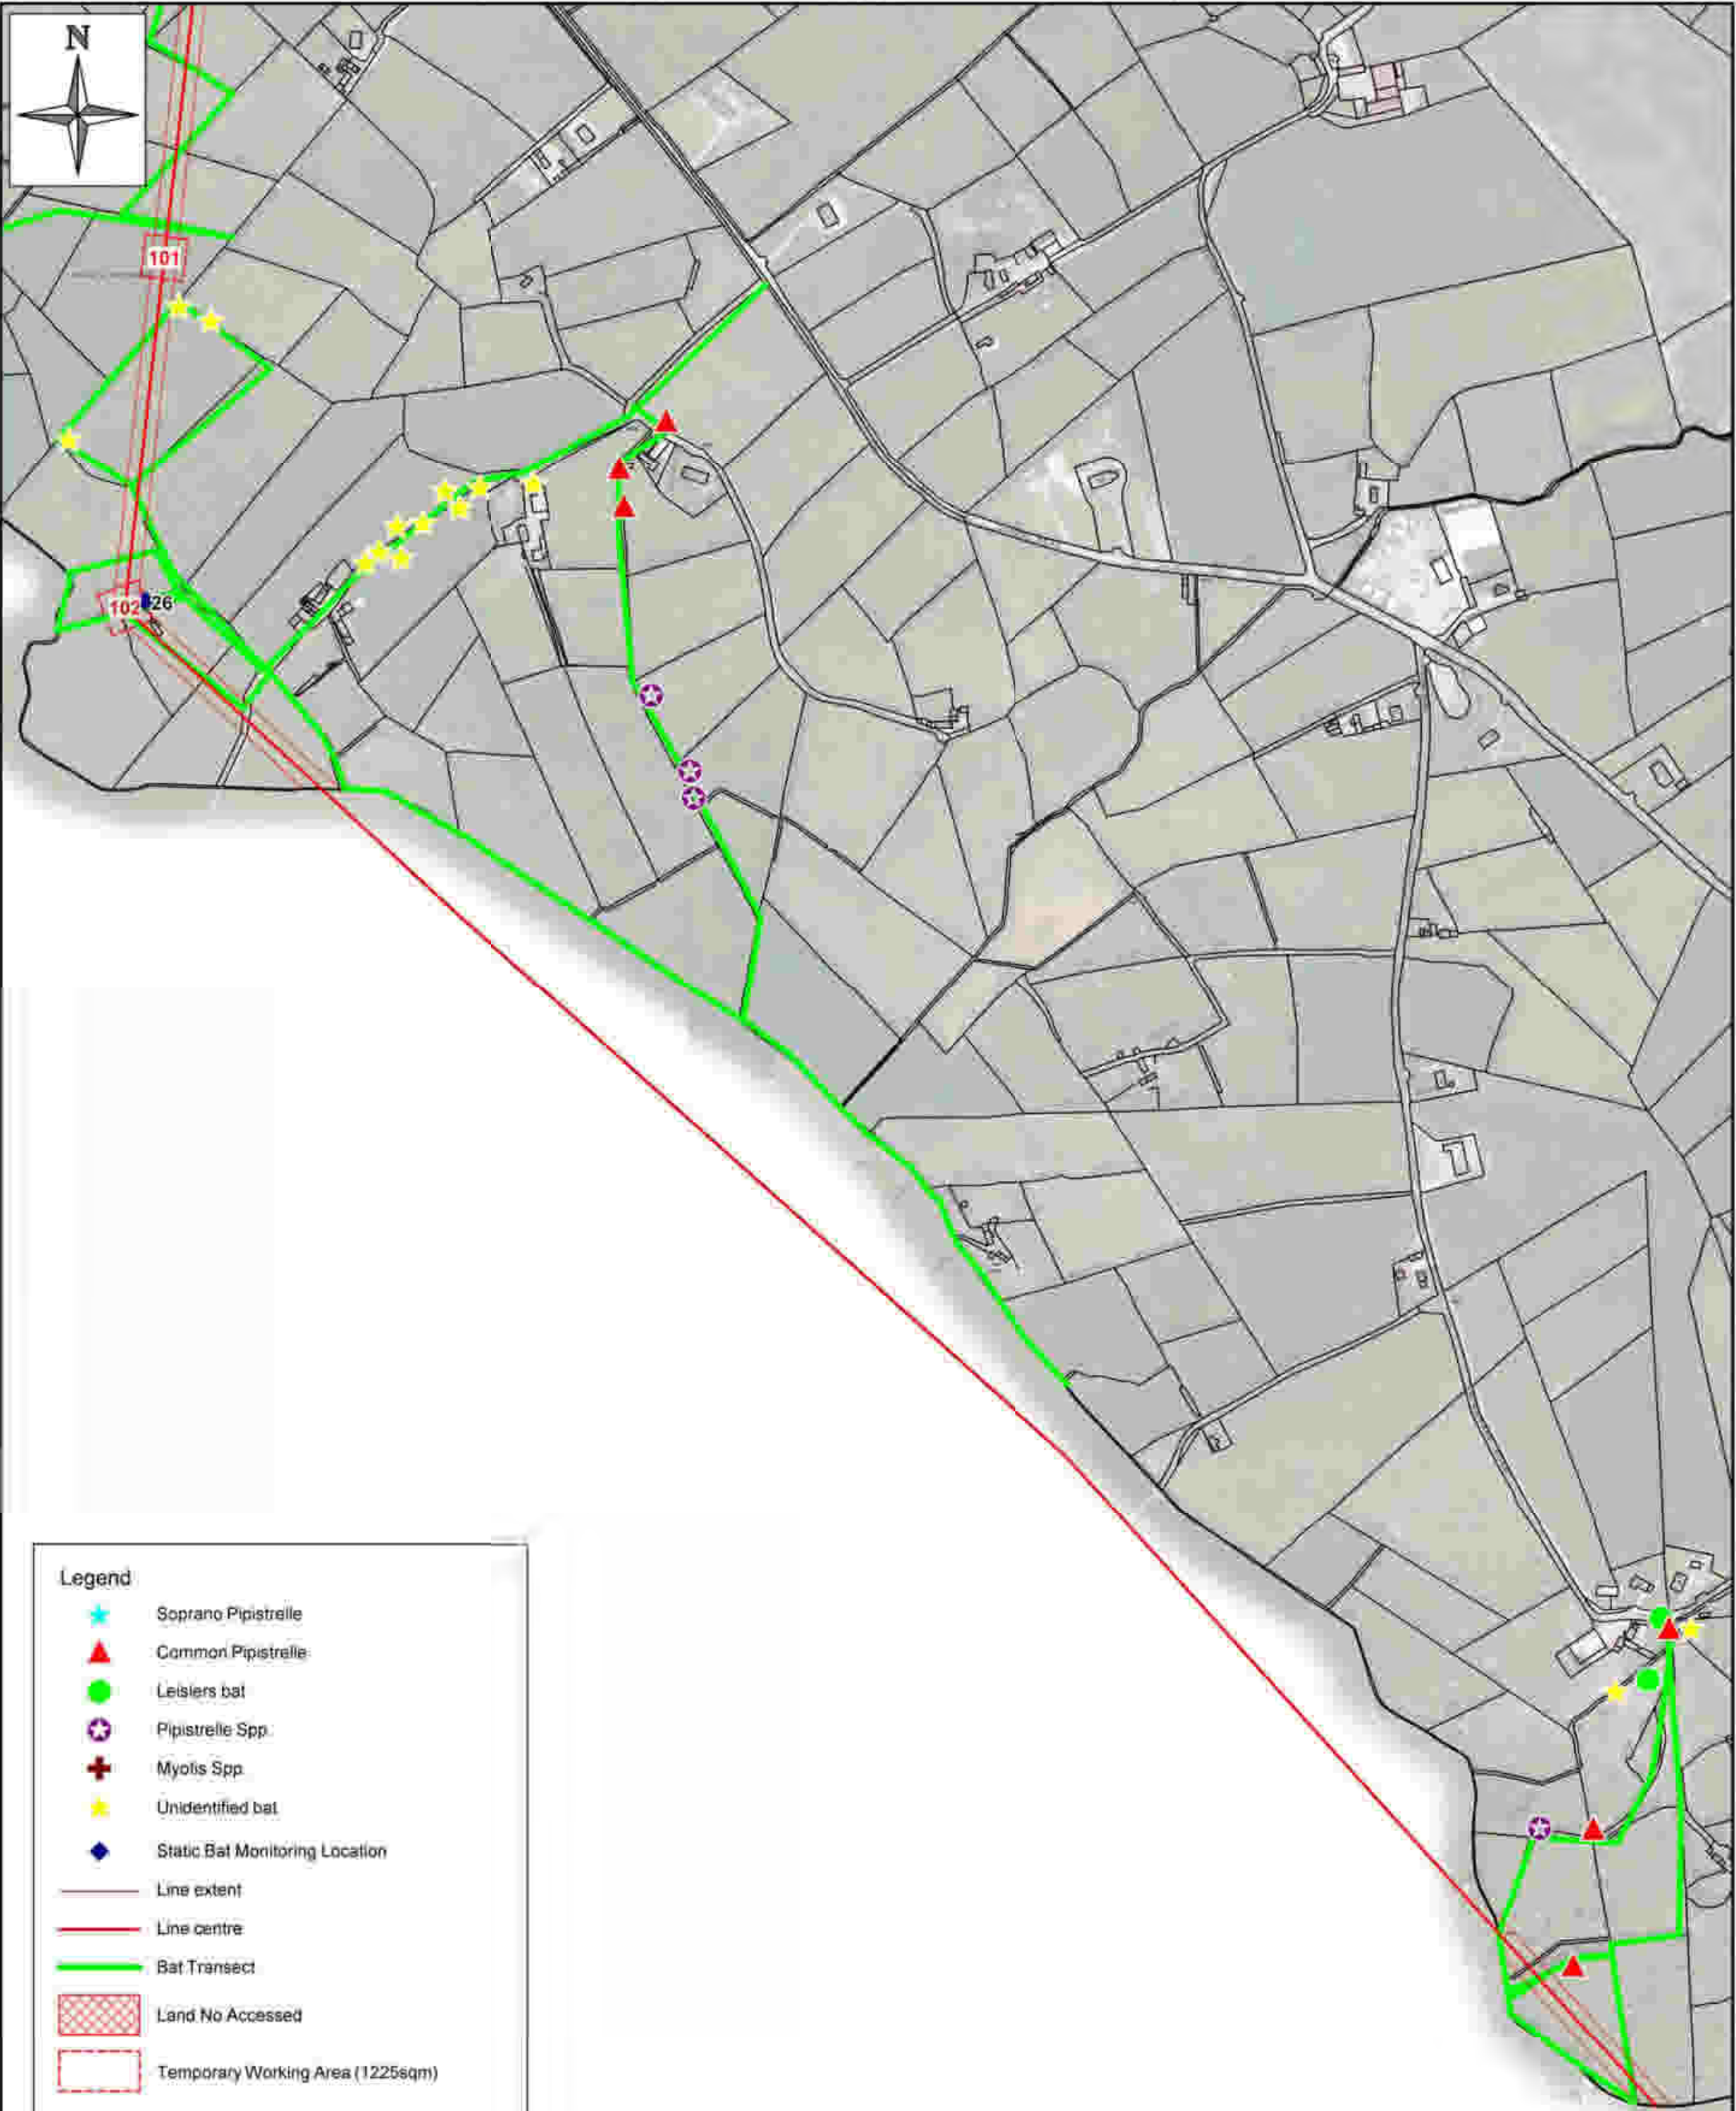 N
101
102
26
Legend
Soprano Pipistrelle
Common Pipistrelle
Leislers bat
Pipistrelle Spp.
Myotis Spp.
Unidentified bat
Static Bat Monitoring Location
Line extent
Line centre
Bat Transect
Land No Accessed
Temporary Working Area (1225sqm)